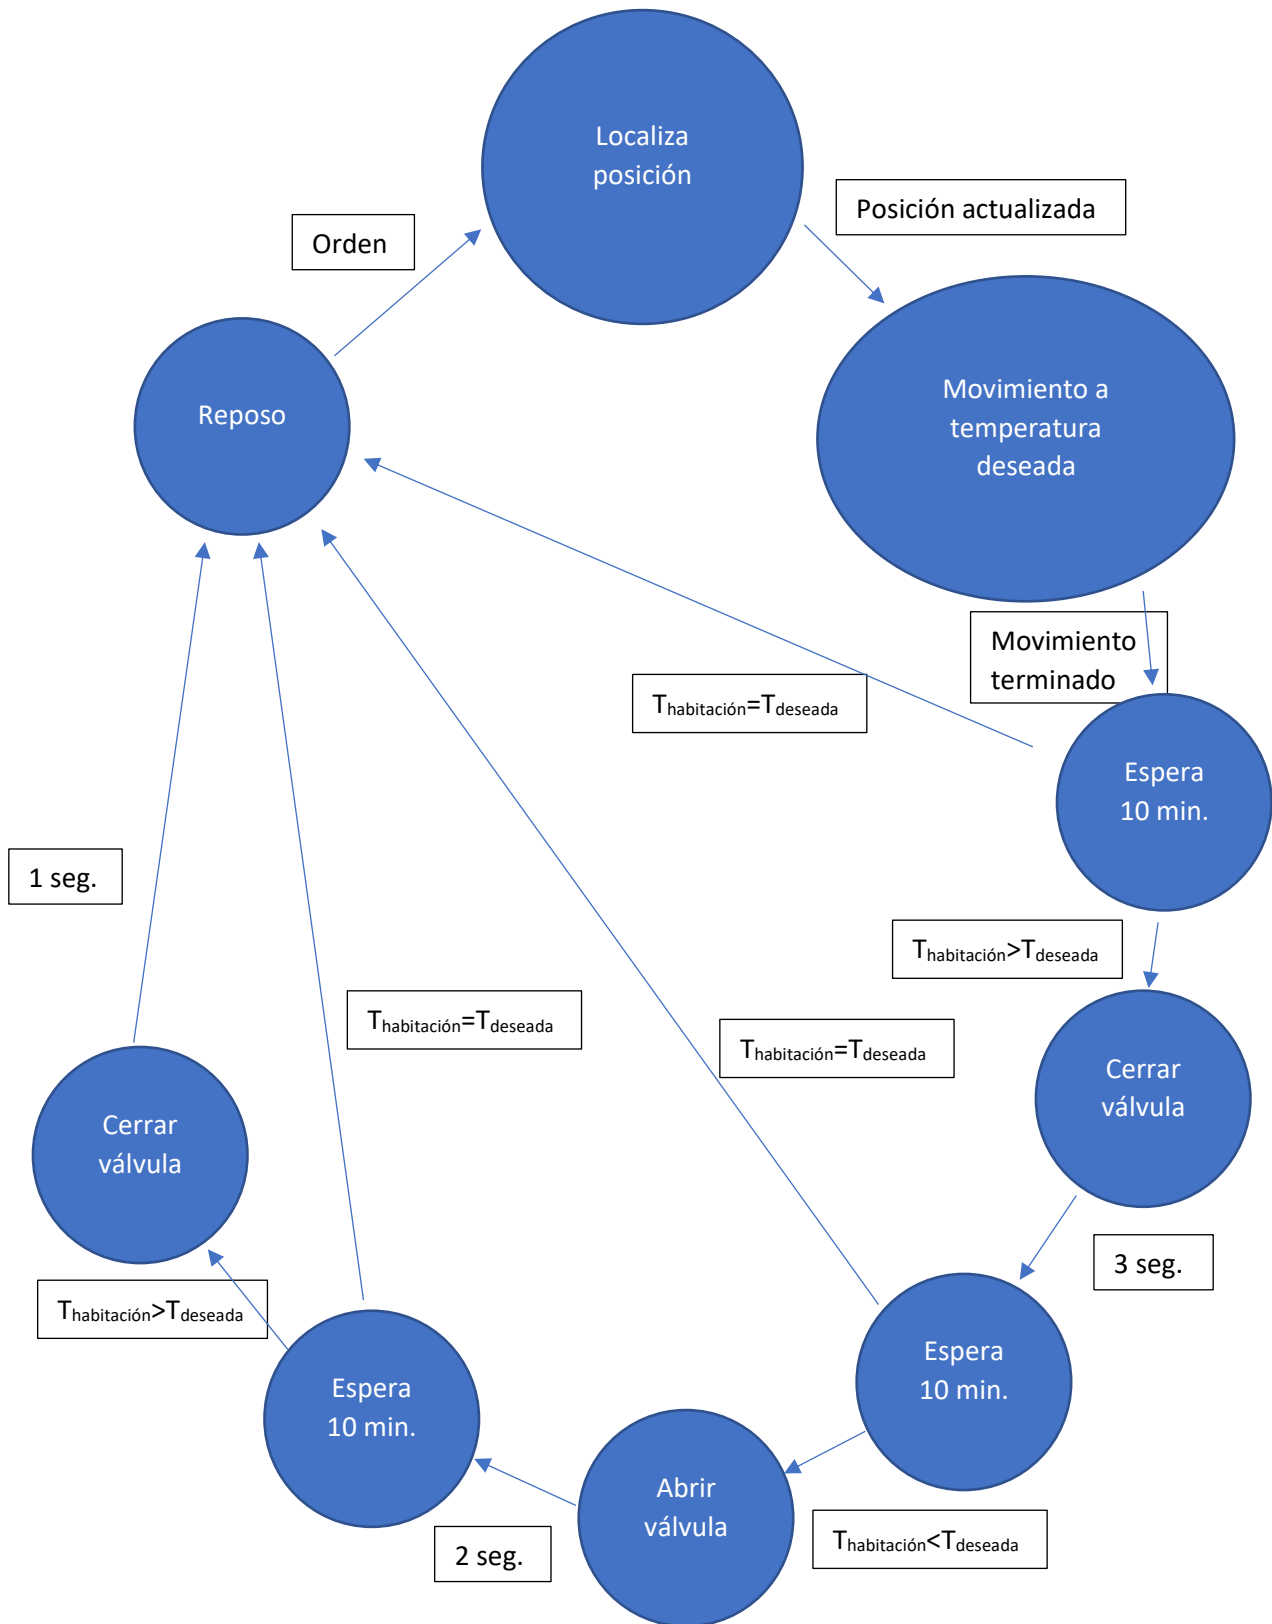 Localiza
posición
Posición actualizada
Orden
Movimiento a
temperatura
deseada
Reposo
Movimiento
terminado
Thabitación=Tdeseada
Espera
10 min.
1 seg.
Thabitación>Tdeseada
Thabitación=Tdeseada
Thabitación=Tdeseada
Cerrar
válvula
Cerrar
válvula
3 seg.
Thabitación>Tdeseada
Espera
10 min.
Espera
10 min.
Abrir
válvula
Thabitación<Tdeseada
2 seg.